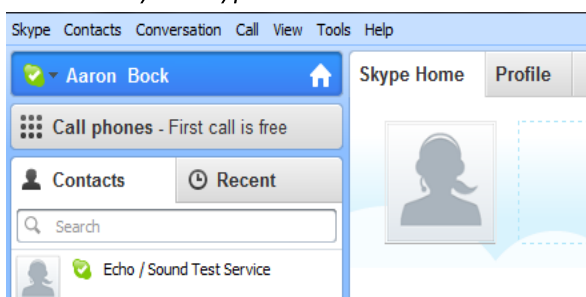 Skype Contacts Conversation Call View Tools Help
Aaron Bock
Skype Home Profile
Call phones - First call is free
Contacts Recent
Search
Echo / Sound Test Service